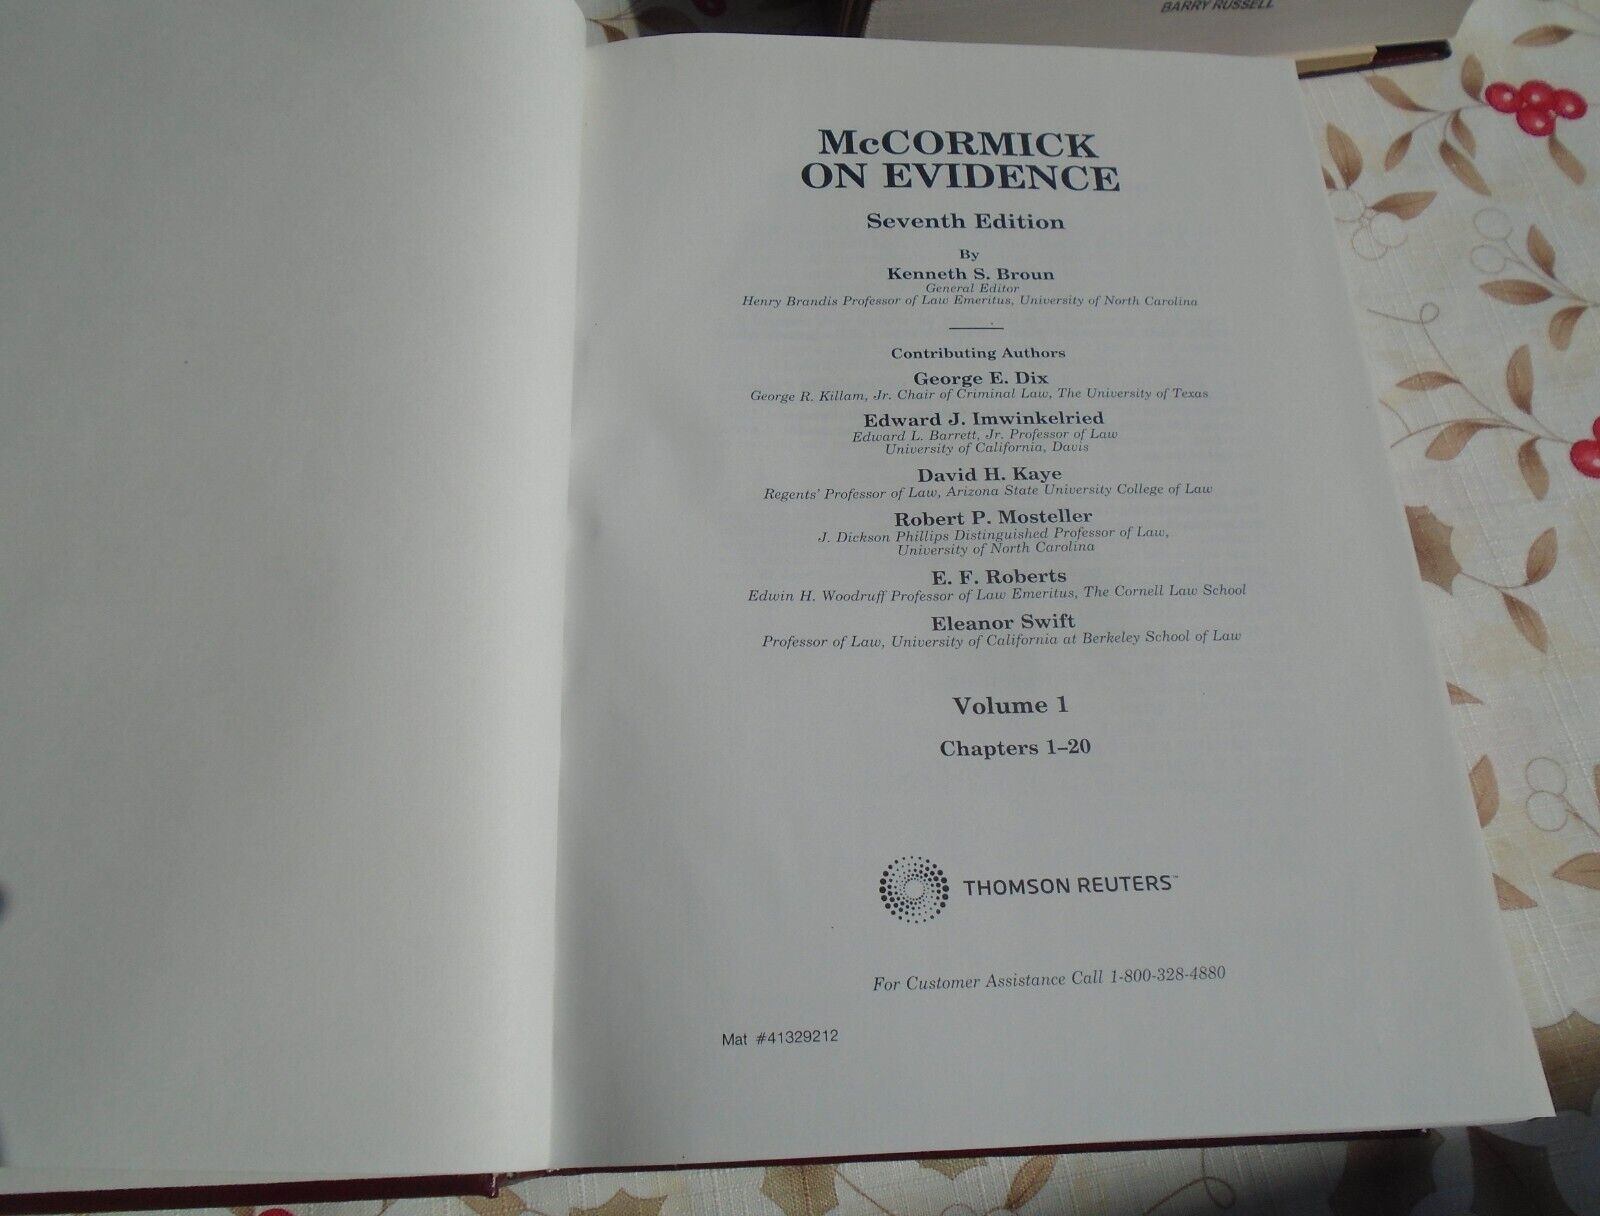 BARRY RUSSELL
McCORMICK
ON EVIDENCE
Seventh Edition
By
Kenneth S. Broun
General Editor
Henry Brandis Professor of Law Emeritus, University of North Carolina
Contributing Authors
George E. Dix
George R. Killam, Jr. Chair of Criminal Law, The University of Texas
Edward J. Imwinkelried
Edward L. Barrett, Jr. Professor of Law
University of California, Davis
David H. Kaye
Regents' Professor of Law, Arizona State University College of Law
Robert P. Mosteller
J. Dickson Phillips Distinguished Professor of Law,
University of North Carolina
E. F. Roberts
Edwin H. Woodruff Professor of Law Emeritus, The Cornell Law School
Eleanor Swift
Professor of Law, University of California at Berkeley School of Law
Volume 1
Chapters 1–20
THOMSON REUTERS™
For Customer Assistance Call 1-800-328-4880
Mat #41329212